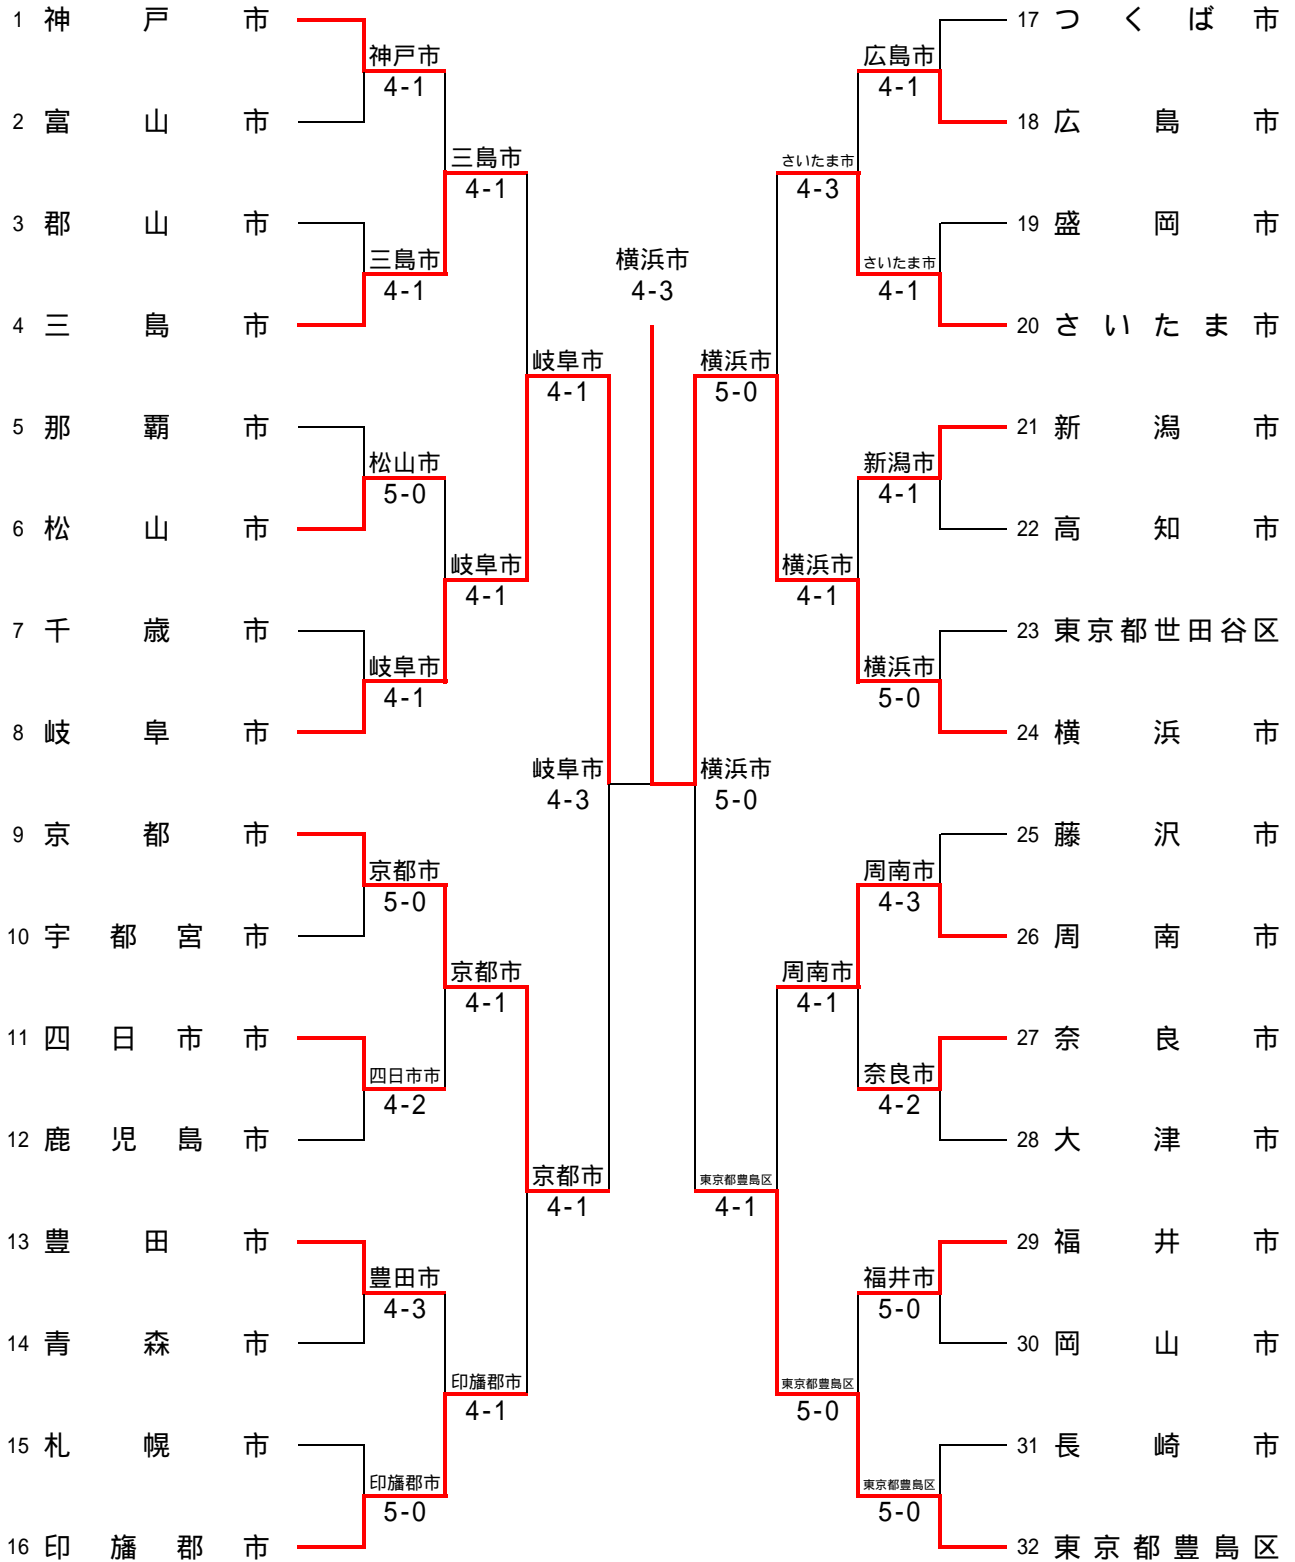 1 神戸市
2 富山市
3 郡山市
4 三島市
5 那覇市
6 松山市
7 千歳市
8 岐阜市
9 京都市
10 宇都宮市
11 四日市市
12 鹿児島市
13 豊田市
14 青森市
15 札幌市
16 印旛郡市
神戸市
4-1
三島市
4-1
松山市
5-0
岐阜市
4-1
京都市
5-0
四日市市
4-2
豊田市
4-3
印旛郡市
5-0
三島市
4-1
岐阜市
4-1
京都市
4-1
印旛郡市
4-1
岐阜市
4-1
京都市
4-1
岐阜市
4-3
横浜市
4-3
横浜市
5-0
横浜市
5-0
東京都豊島区
4-1
さいたま市
4-3
横浜市
4-1
周南市
4-1
東京都豊島区
5-0
広島市
4-1
さいたま市
4-1
新潟市
4-1
横浜市
5-0
周南市
4-3
奈良市
4-2
福井市
5-0
東京都豊島区
5-0
17 つくば市
18 広島市
19 盛岡市
20 さいたま市
21 新潟市
22 高知市
23 東京都世田谷区
24 横浜市
25 藤沢市
26 周南市
27 奈良市
28 大津市
29 福井市
30 岡山市
31 長崎市
32 東京都豊島区